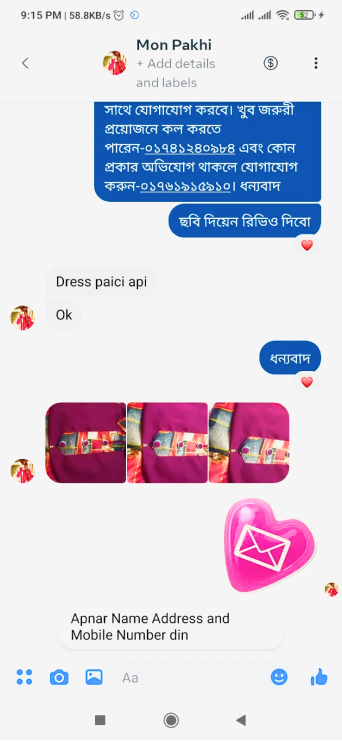 9:15 PM | 58.8KB/s
Mon Pakhi
+ Add details
and labels
সাথে যোগাযোগ করবে। খুব জরুরী
প্রয়োজনে কল করতে
পারেন-০১৭৪১২৪০৯৮৪ এবং কোন
প্রকার অভিযোগ থাকলে যোগাযোগ
করুন-০১৭৬১৯১৫৯১০। ধন্যবাদ
ছবি দিয়েন রিভিও দিবো
Dress paici api
Ok
ধন্যবাদ
Apnar Name Address and
Mobile Number din
Aa